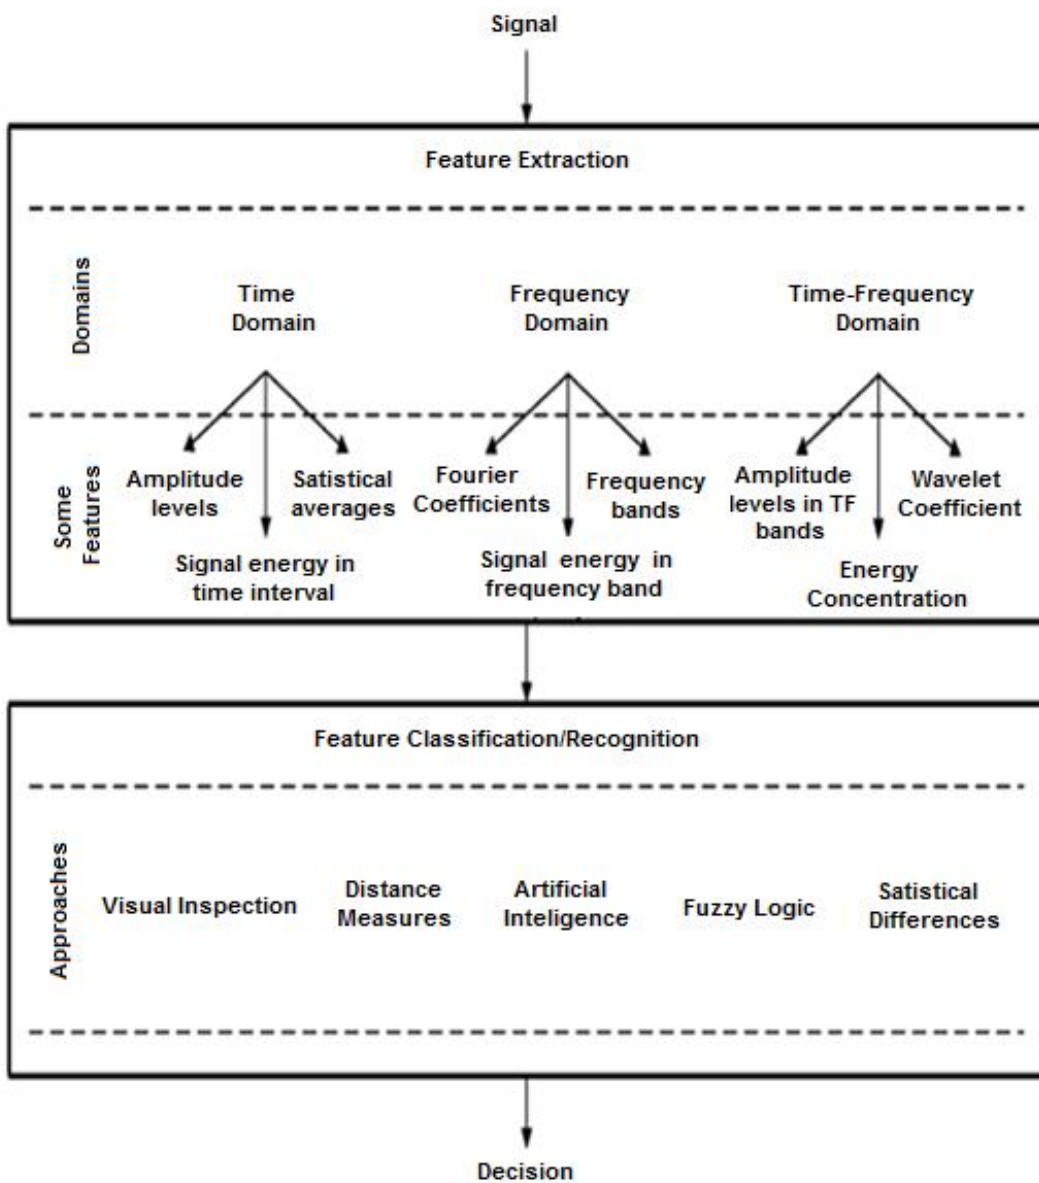 Signal
Feature Extraction
Domains
Time
Domain
Frequency
Domain
Time-Frequency
Domain
Some
Features
Amplitude
levels
Satistical
averages
Signal energy in
time interval
Fourier
Coefficients
Frequency
bands
Signal energy in
frequency band
Amplitude
levels in TF
bands
Wavelet
Coefficient
Energy
Concentration
Feature Classification/Recognition
Approaches
Visual Inspection
Distance
Measures
Artificial
Inteligence
Fuzzy Logic
Satistical
Differences
Decision